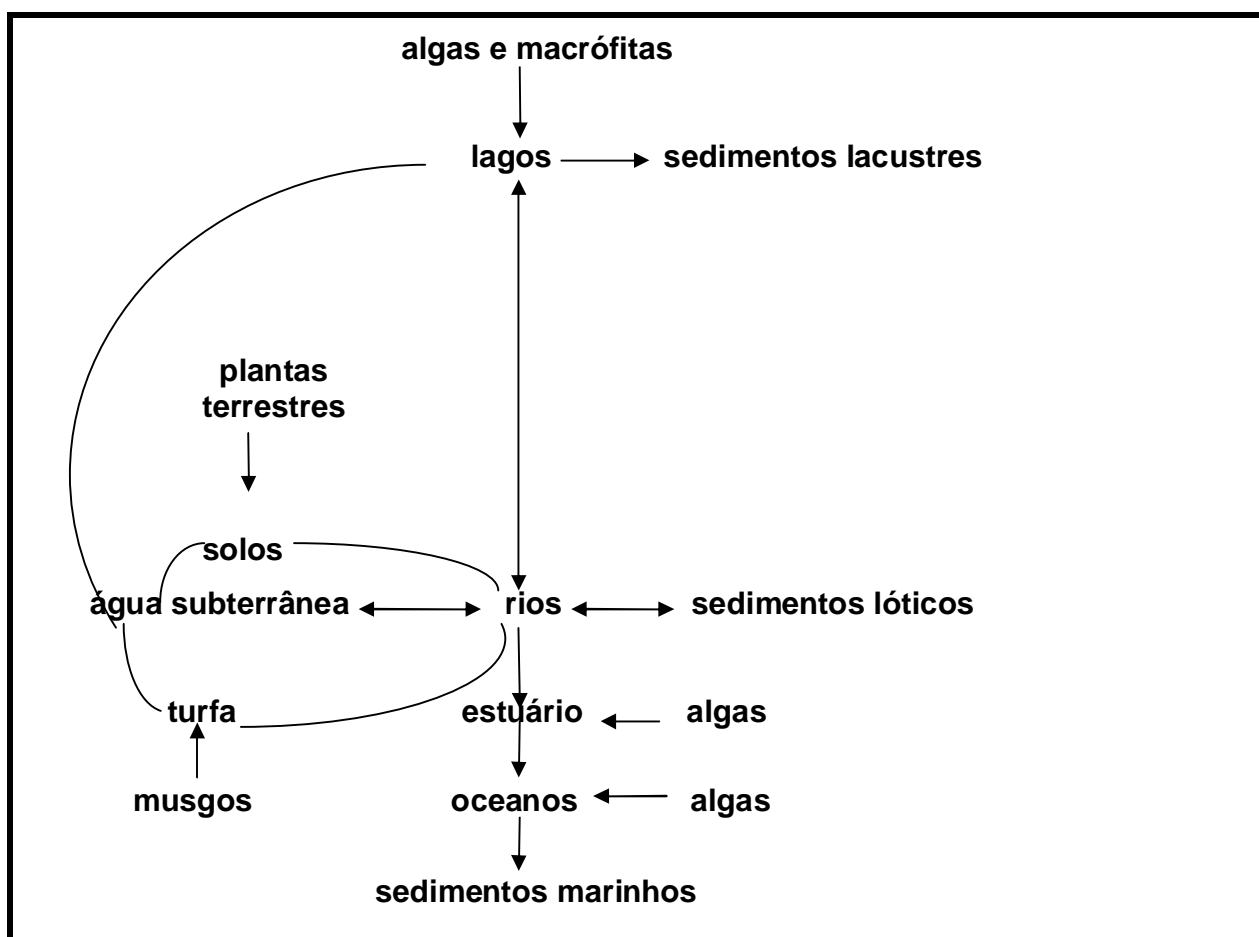 algas e macrófitas
lagos
sedimentos lacustres
plantas
terrestres
solos
água subterrânea
rios
sedimentos lóticos
turfa
estuário
algas
musgos
oceanos
algas
sedimentos marinhos